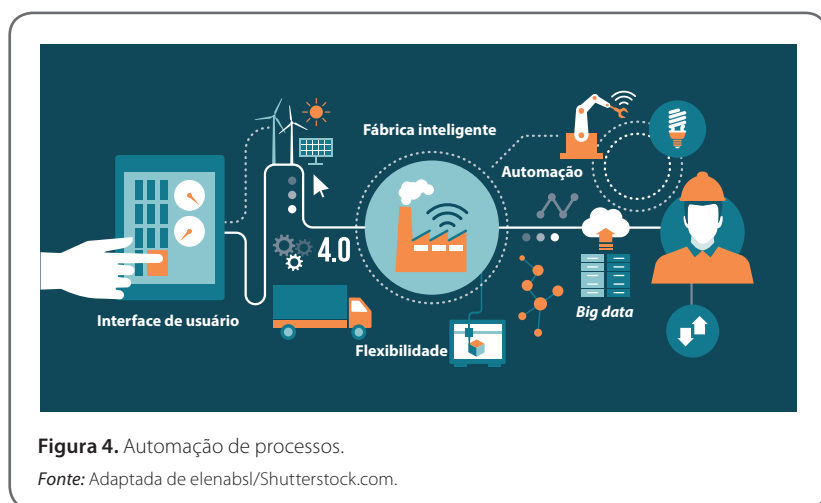 Fábrica inteligente
Automação
4.0
Interface de usuário
Flexibilidade
Big data
Figura 4. Automação de processos.
Fonte: Adaptada de elenabsl/Shutterstock.com.